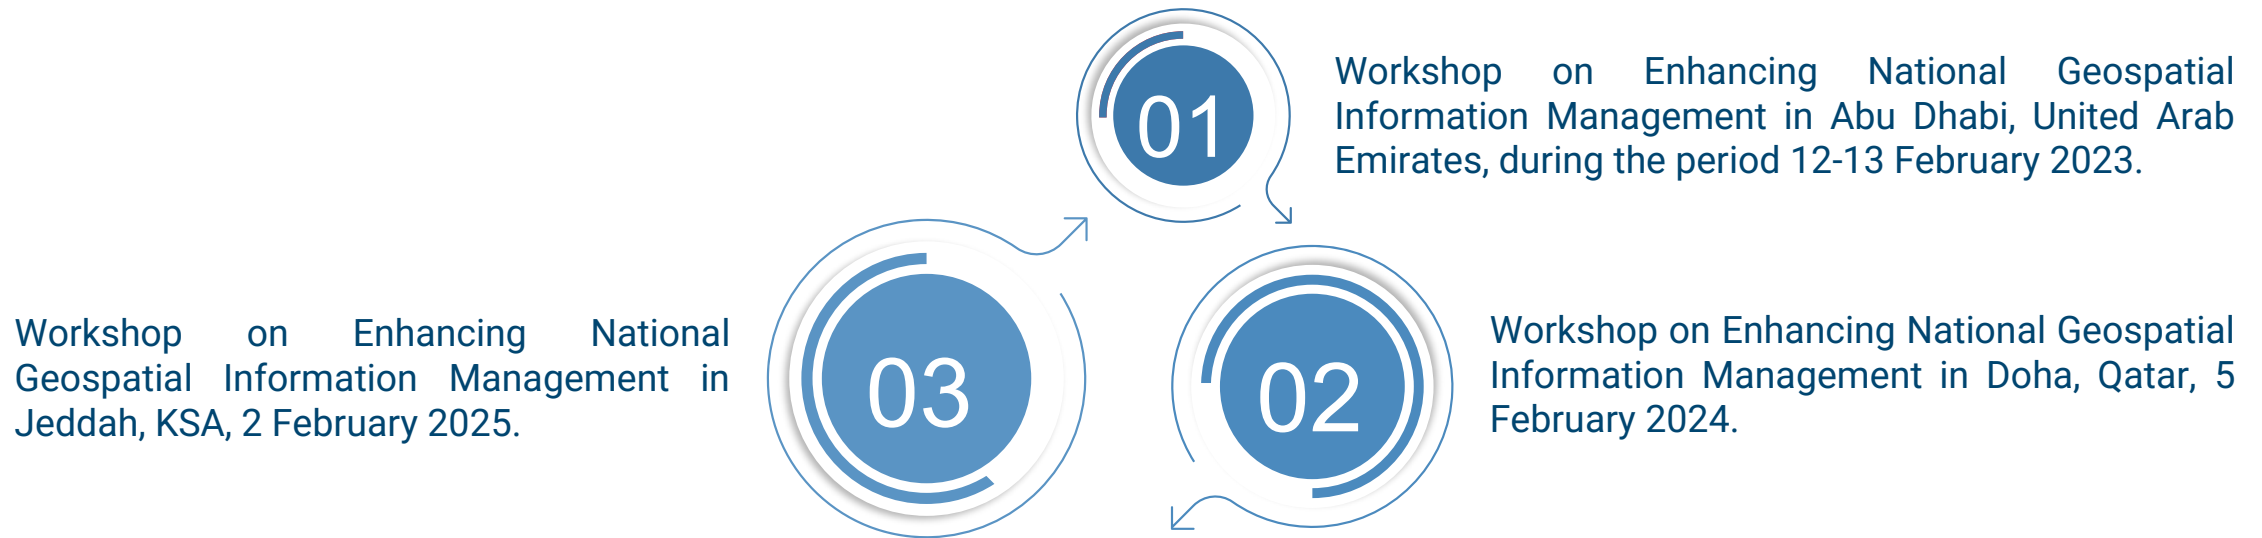 01
Workshop on Enhancing National Geospatial
Information Management in Abu Dhabi, United Arab
Emirates, during the period 12-13 February 2023.
02
Workshop on Enhancing National Geospatial
Information Management in Doha, Qatar, 5
February 2024.
03
Workshop on Enhancing National
Geospatial Information Management in
Jeddah, KSA, 2 February 2025.